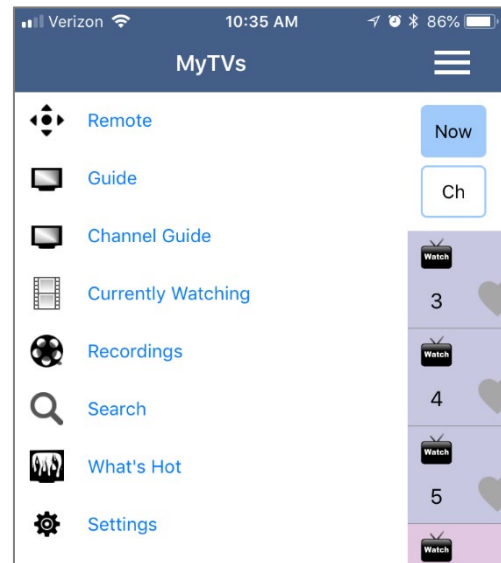 Verizon 10:35 AM 86%
MyTVs
Remote
Now
Guide
Ch
Channel Guide
Watch
Currently Watching
3
Watch
Recordings
4
Search
Watch
What's Hot
5
Settings
Watch